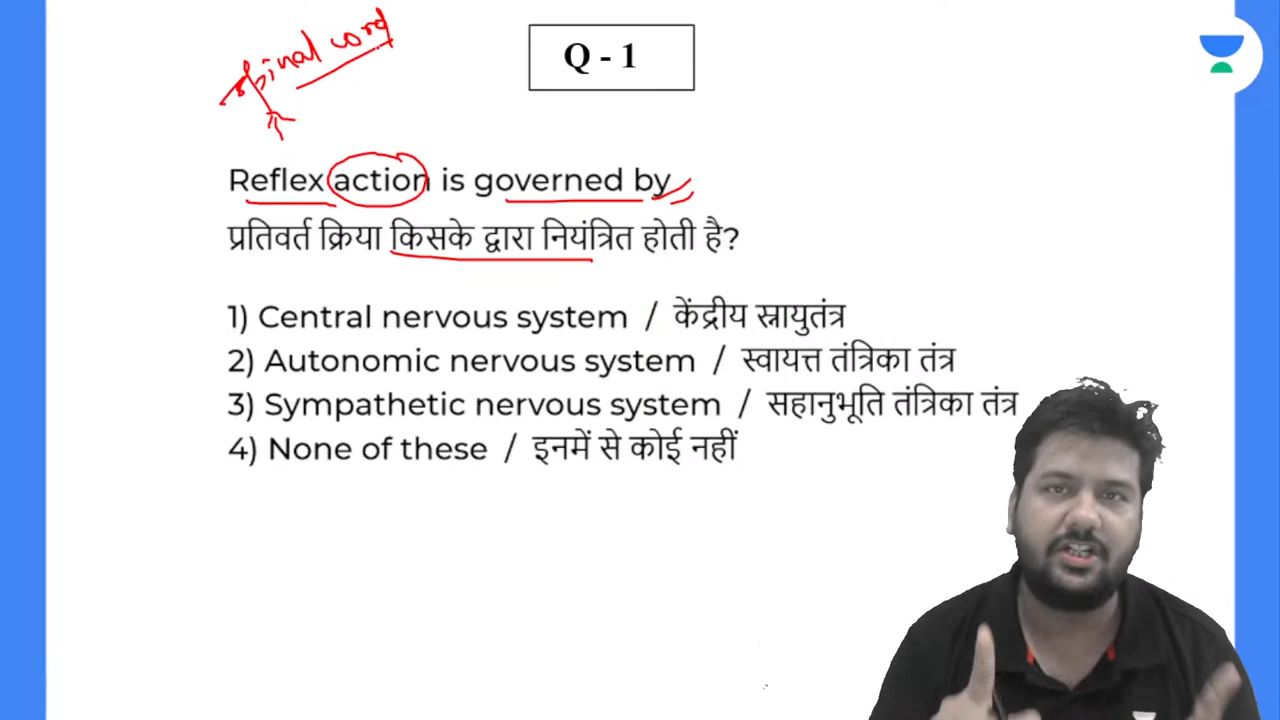 spinal cord
Q - 1
Reflex action is governed by
प्रतिवर्त क्रिया किसके द्वारा नियंत्रित होती है?
1) Central nervous system / केंद्रीय स्नायुतंत्र
2) Autonomic nervous system / स्वायत्त तंत्रिका तंत्र
3) Sympathetic nervous system / सहानुभूति तंत्रिका तंत्र
4) None of these / इनमें से कोई नहीं